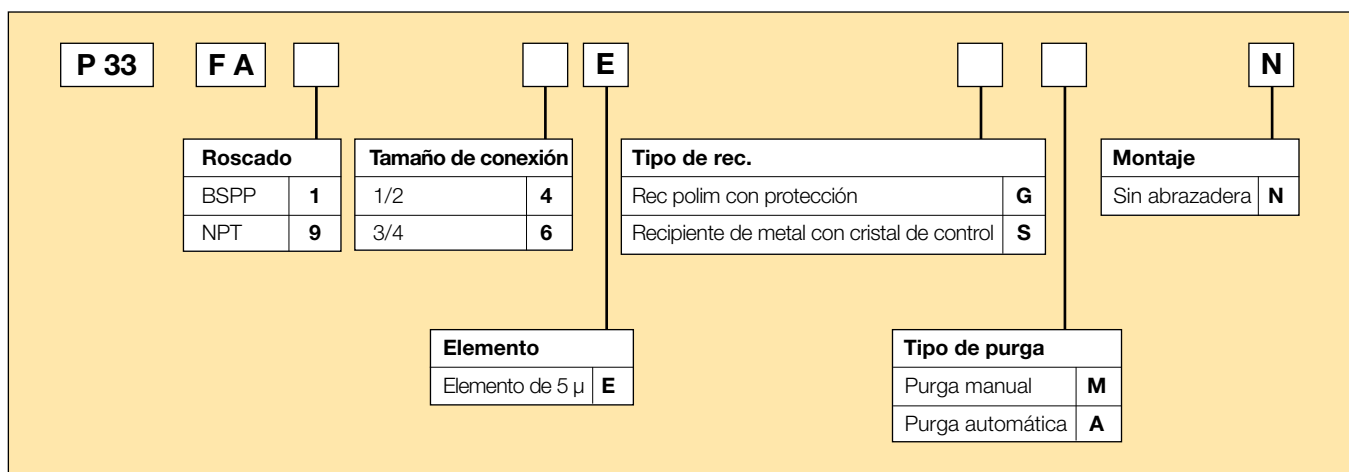 P 33 F A E N
Roscado
BSPP 1
NPT 9
Tamaño de conexión
1/2 4
3/4 6
Tipo de rec.
Rec polim con protección G
Recipiente de metal con cristal de control S
Montaje
Sin abrazadera N
Elemento
Elemento de 5 µ E
Tipo de purga
Purga manual M
Purga automática A